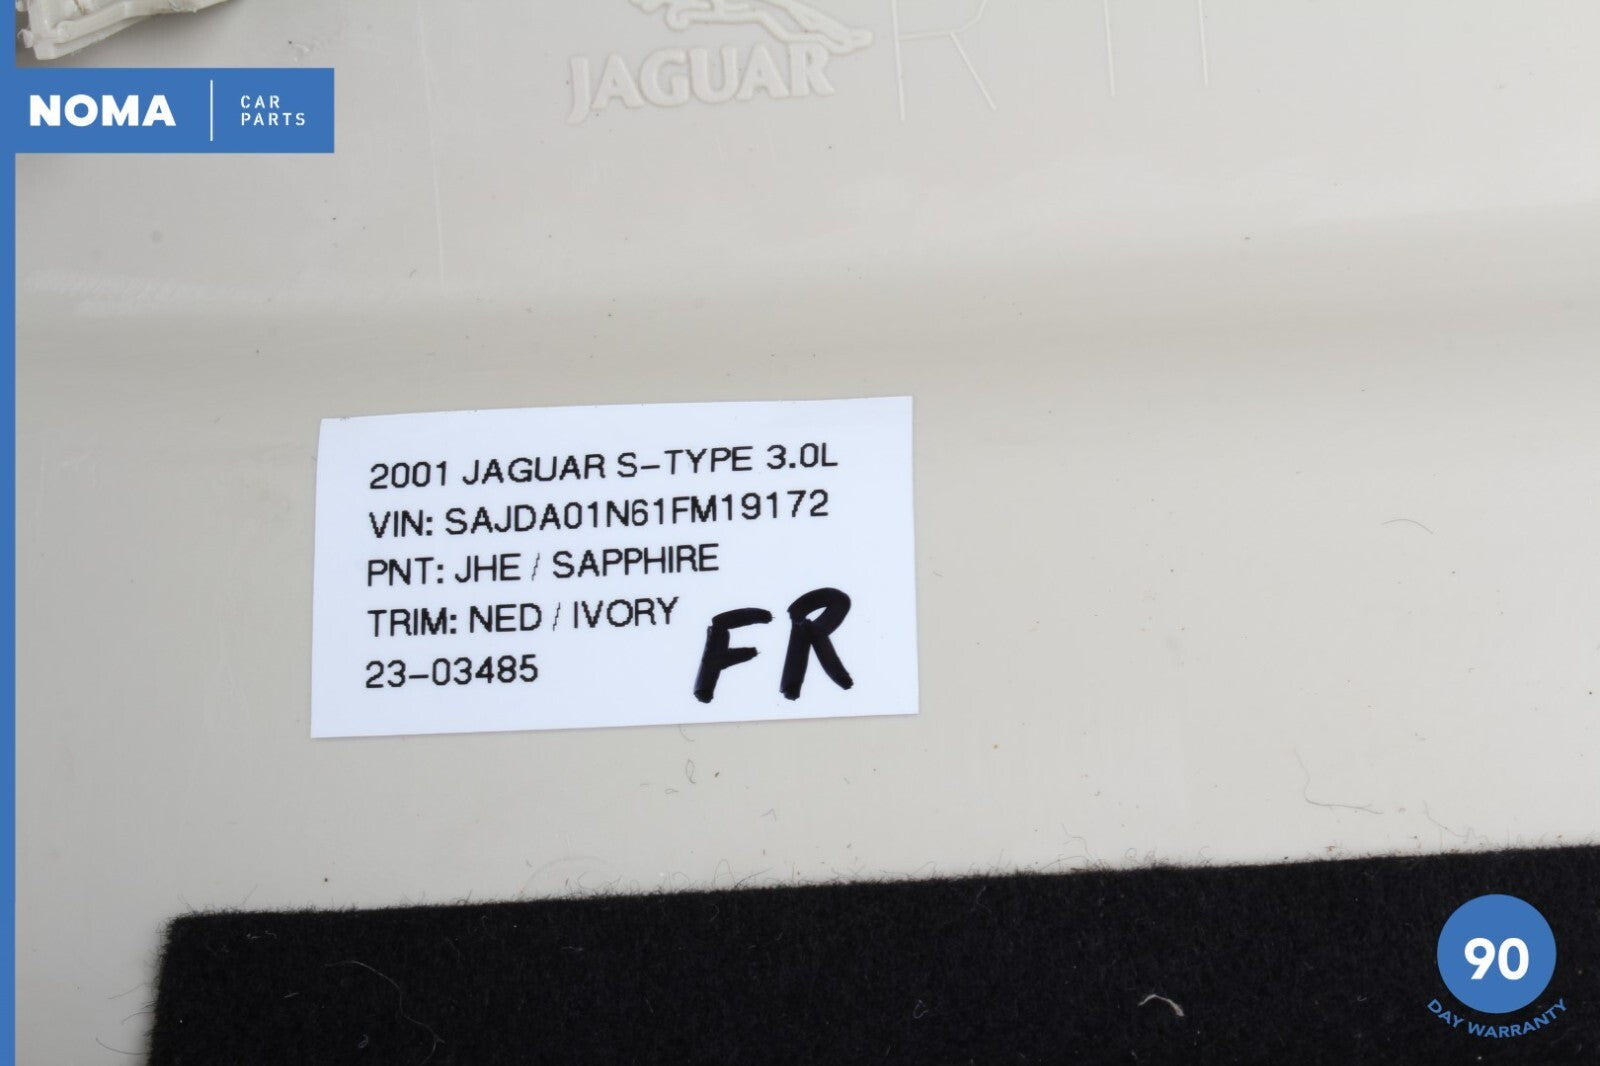 JAGUAR
NOMA
CAR
PARTS
2001 JAGUAR S-TYPE 3.0L
VIN: SAJDA01N61FM19172
PNT: JHE / SAPPHIRE
TRIM: NED / IVORY
23-03485
FR
90
DAY WARRANTY